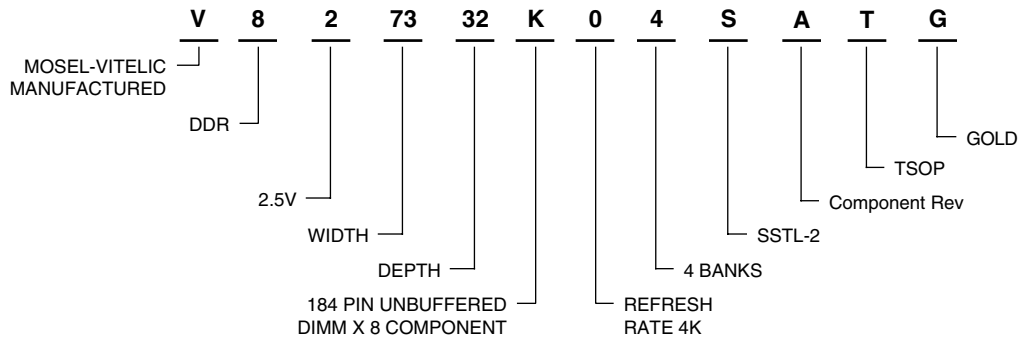 V 8 2 73 32 K 0 4 S A T G
MOSEL-VITELIC
MANUFACTURED
DDR
GOLD
TSOP
2.5V
Component Rev
WIDTH
SSTL-2
DEPTH
4 BANKS
184 PIN UNBUFFERED
DIMM X 8 COMPONENT
REFRESH
RATE 4K